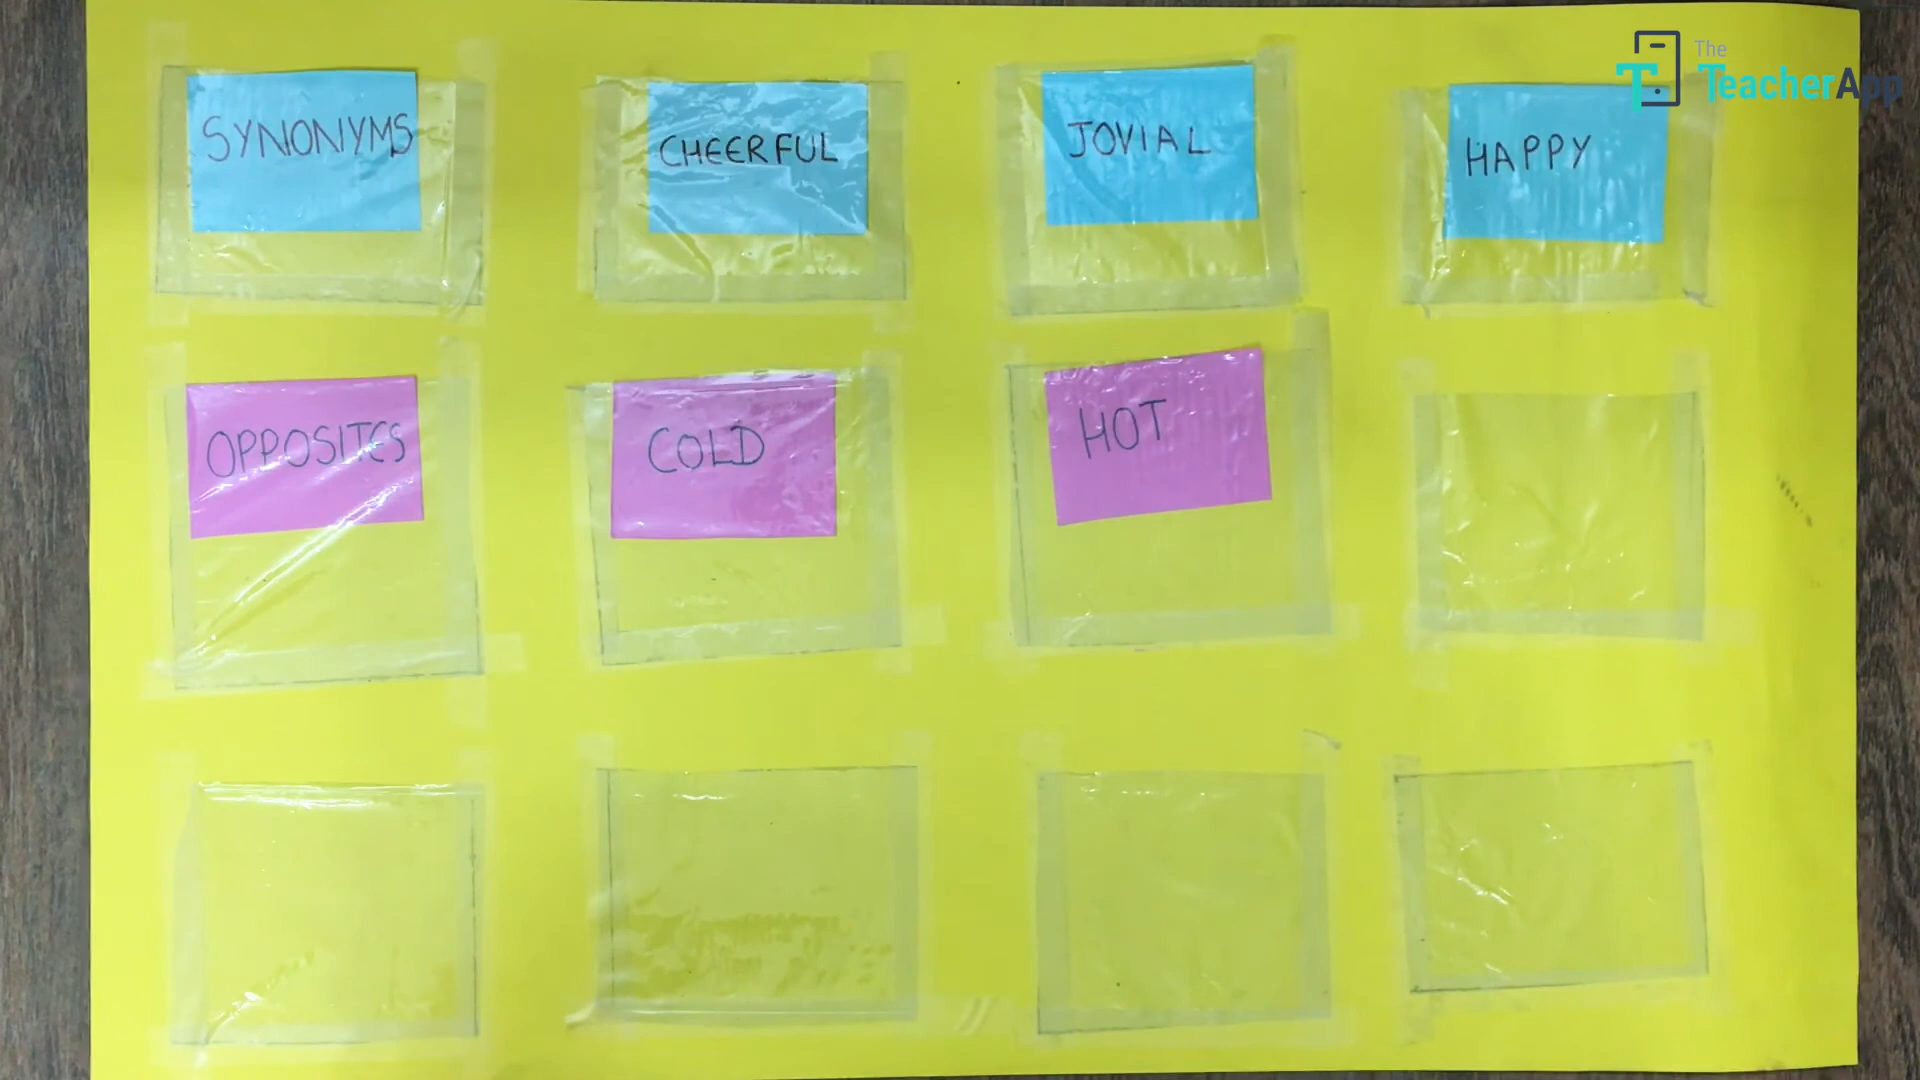 The
TeacherApp
SYNONYMS
CHEERFUL
JOVIAL
HAPPY
OPPOSITES
COLD
HOT